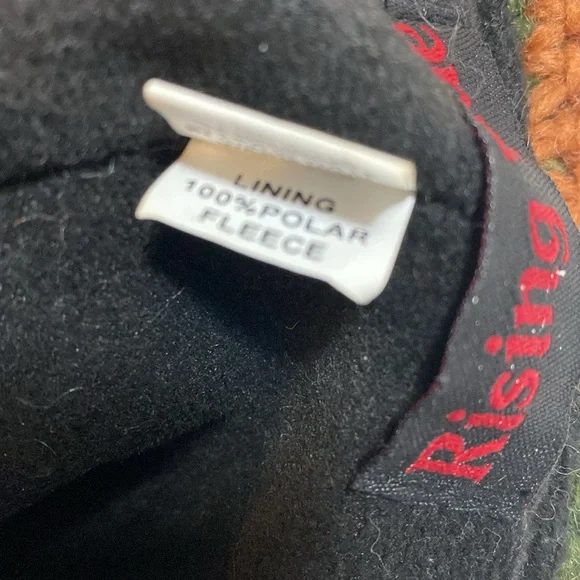 LINING
100%POLAR
FLEECE
Rising